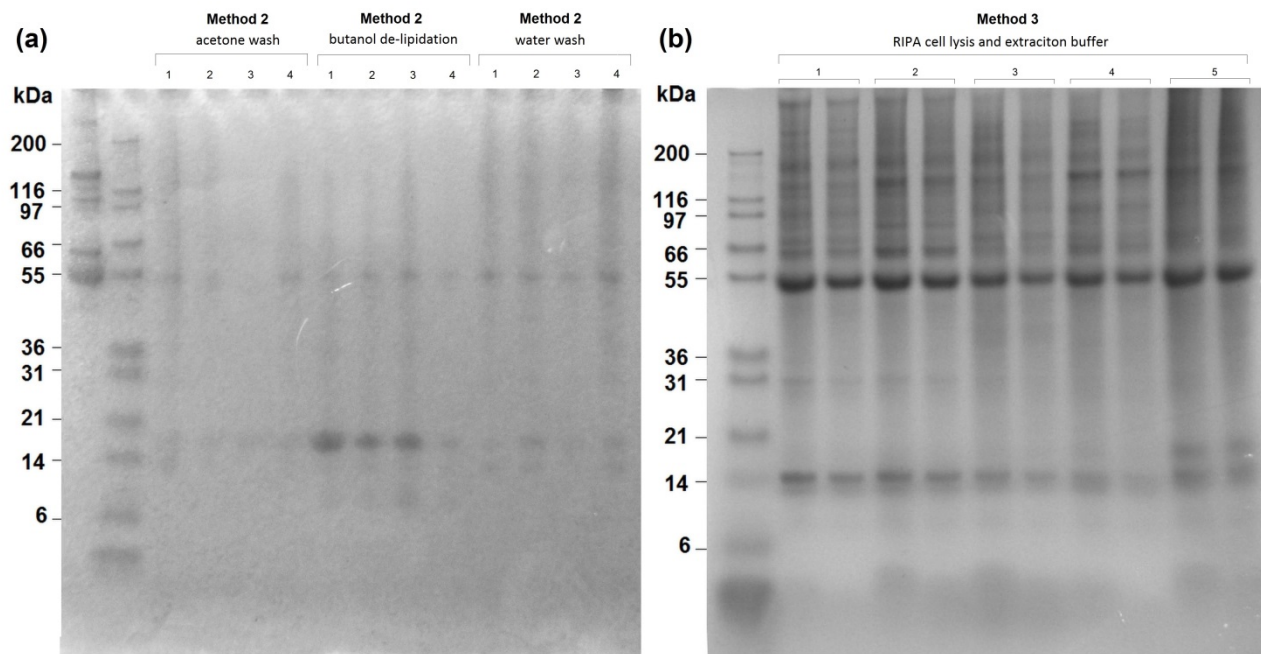 (a)
Method 2
acetone wash
Method 2
butanol de-lipidation
Method 2
water wash
1 2 3 4 1 2 3 4 1 2 3 4
kDa
200
116
97
66
55
36
31
21
14
6
(b)
Method 3
RIPA cell lysis and extraciton buffer
1 2 3 4 5
kDa
200
116
97
66
55
36
31
21
14
6